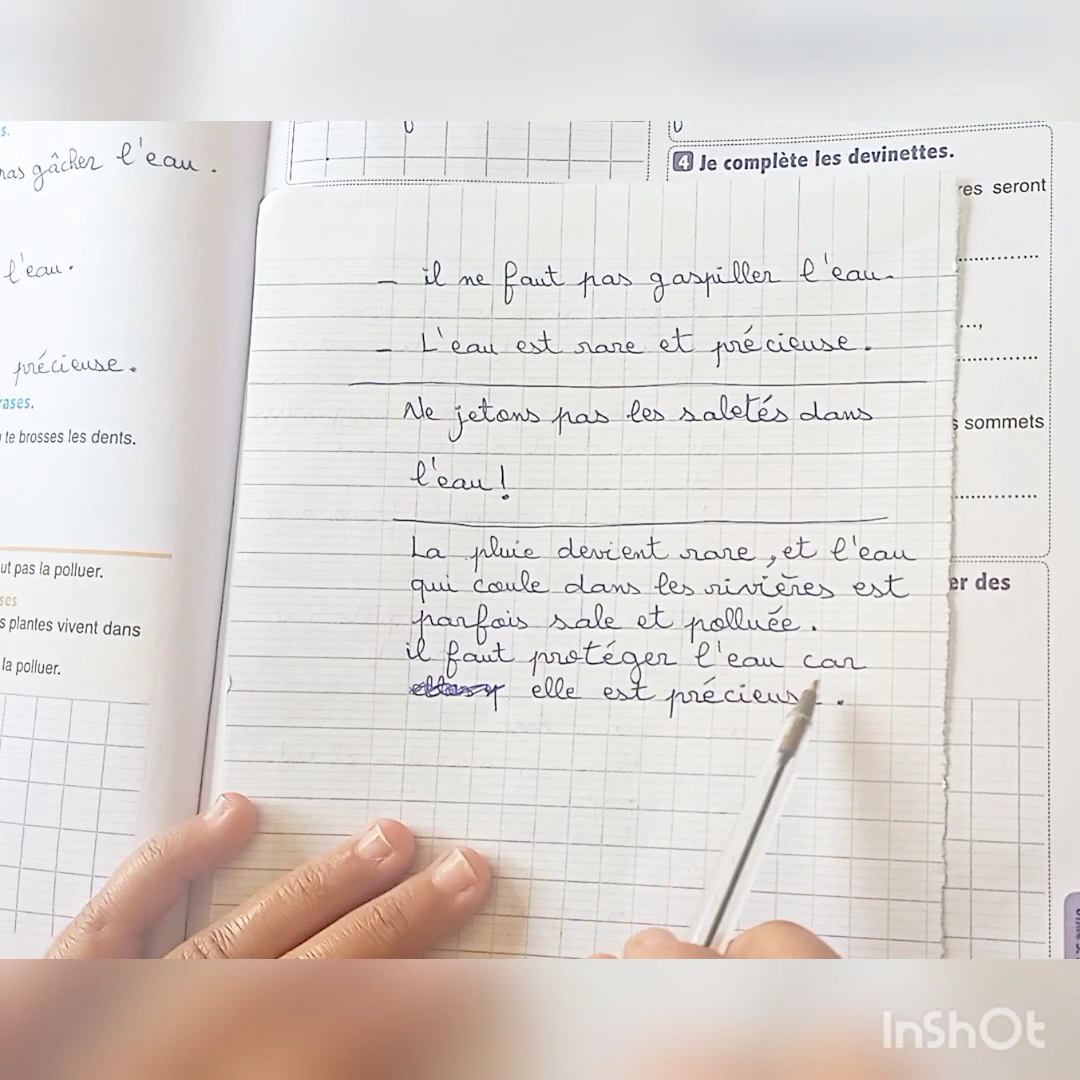 s.
pas gâcher l'eau.
l'eau.
précieuse.
ases.
te brosses les dents.
ut pas la polluer.
ses
s plantes vivent dans
la polluer.
4 Je complète les devinettes.
res seront
s sommets
er des
- il ne faut pas gaspiller l'eau.
- L'eau est rare et précieuse.
Ne jetons pas les saletés dans
l'eau!
La pluie devient rare, et l'eau
qui coule dans les rivières est
parfois sale et polluée.
il faut protéger l'eau car
elle est précieuse.
InShOt